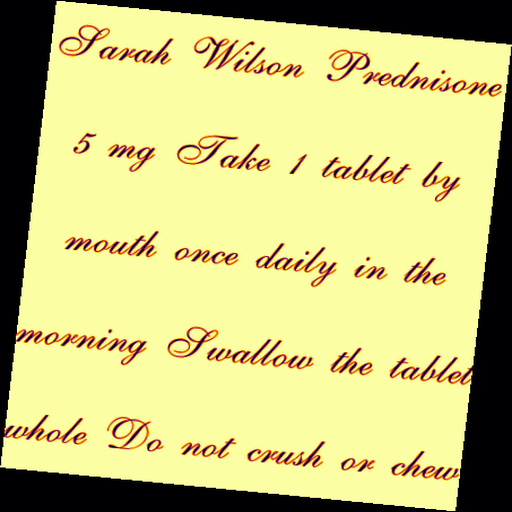 Sarah Wilson Prednisone
5 mg Take 1 tablet by
mouth once daily in the
morning Swallow the tablet
whole Do not crush or chew